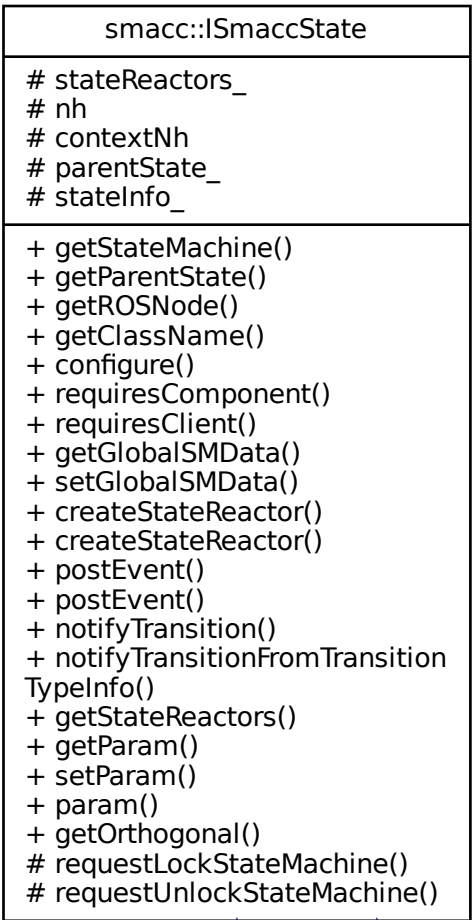 smacc::ISmaccState
# stateReactors_
# nh
# contextNh
# parentState_
# stateInfo_
+ getStateMachine()
+ getParentState()
+ getROSNode()
+ getClassName()
+ configure()
+ requiresComponent()
+ requiresClient()
+ getGlobalSMData()
+ setGlobalSMData()
+ createStateReactor()
+ createStateReactor()
+ postEvent()
+ postEvent()
+ notifyTransition()
+ notifyTransitionFromTransition
TypeInfo()
+ getStateReactors()
+ getParam()
+ setParam()
+ param()
+ getOrthogonal()
# requestLockStateMachine()
# requestUnlockStateMachine()